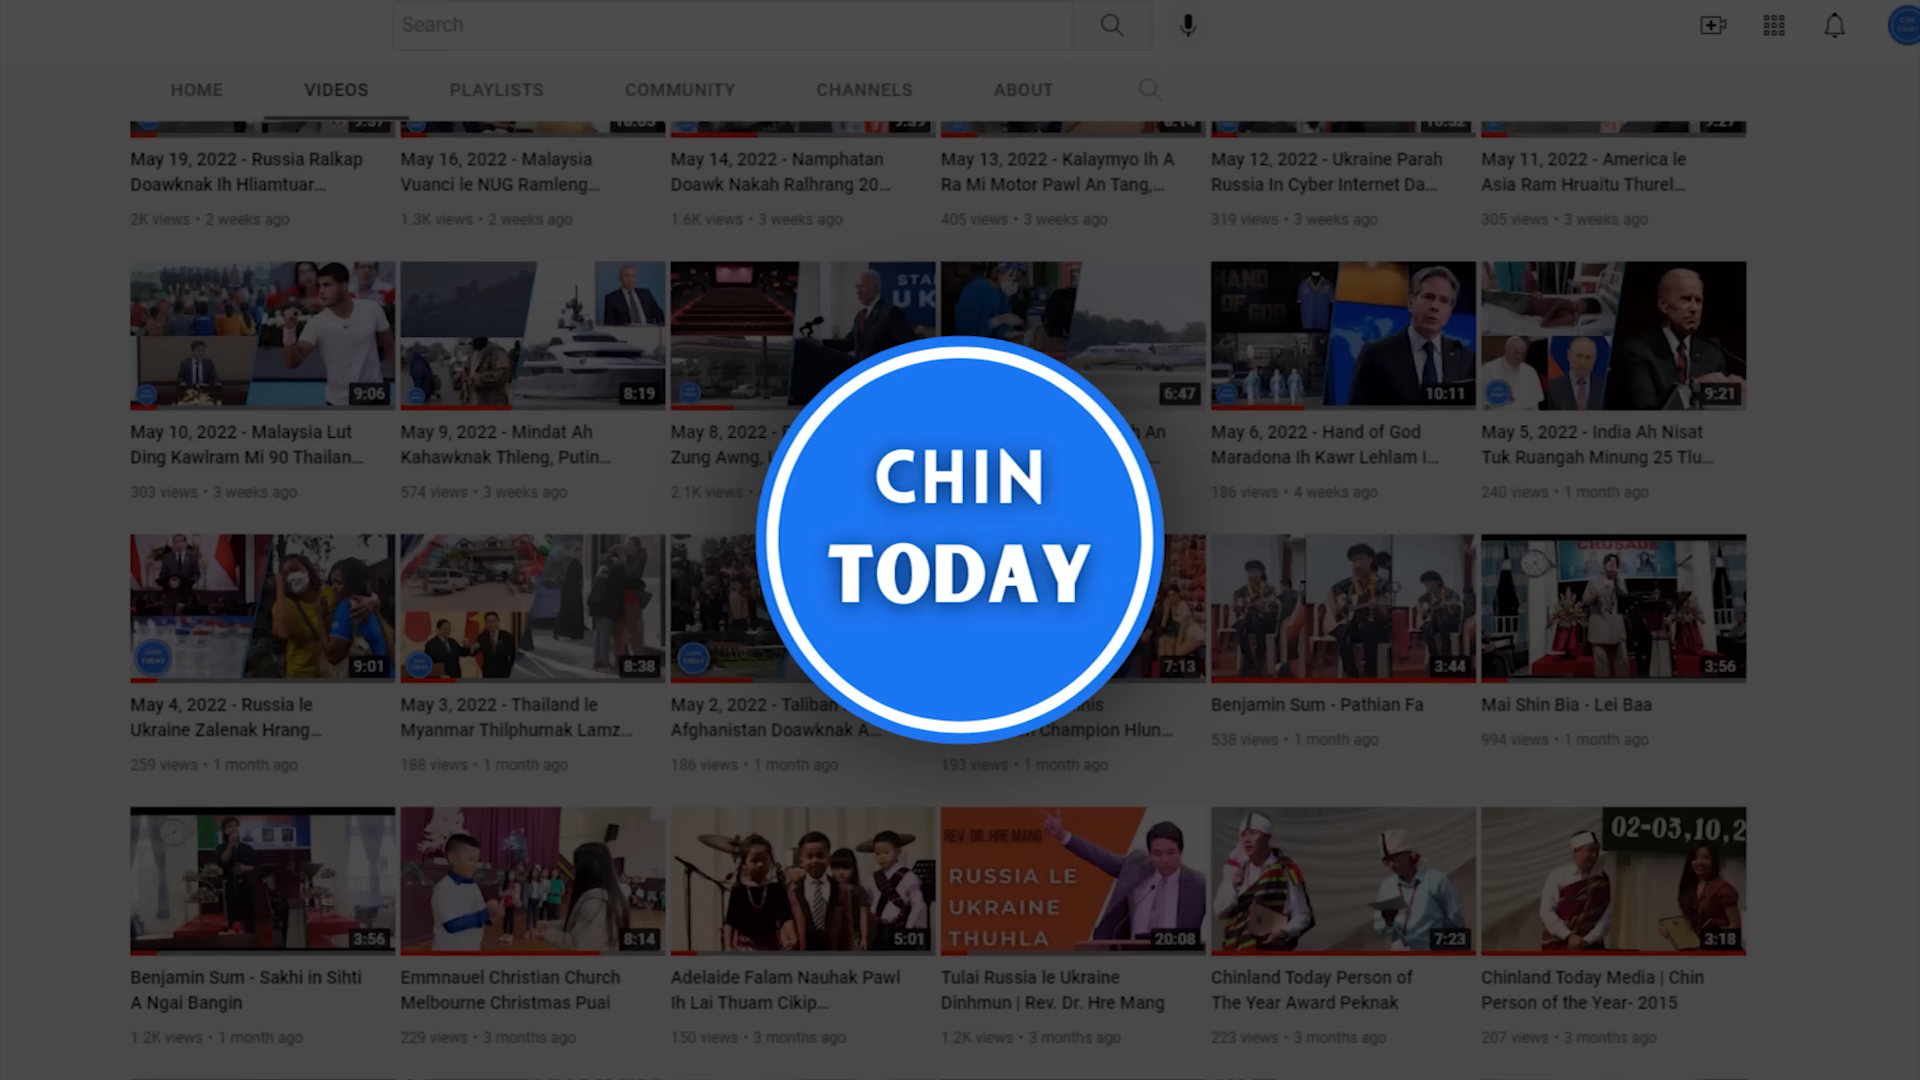 Search
HOME
VIDEOS
PLAYLISTS
COMMUNITY
CHANNELS
ABOUT
May 19, 2022 - Russia Ralkap
Doawknak Ih Hliamtuar...
2K views • 2 weeks ago
May 16, 2022 - Malaysia
Vuanci le NUG Ramleng...
1.3K views • 2 weeks ago
May 14, 2022 - Namphatan
Doawk Nakah Ralhrang 20...
1.6K views • 3 weeks ago
May 13, 2022 - Kalaymyo Ih A
Ra Mi Motor Pawl An Tang,...
405 views • 3 weeks ago
May 12, 2022 - Ukraine Parah
Russia In Cyber Internet Da...
319 views • 3 weeks ago
May 11, 2022 - America le
Asia Ram Hruaitu Thurel...
305 views • 3 weeks ago
9:06
May 10, 2022 - Malaysia Lut
Ding Kawlram Mi 90 Thailan...
303 views • 3 weeks ago
8:19
May 9, 2022 - Mindat Ah
Kahawknak Thleng, Putin...
574 views • 3 weeks ago
STA
UK
May 8, 2022 -
Zung Awng,
2.1K views •
6:47
An
HAND
OF
GOD
10:11
May 6, 2022 - Hand of God
Maradona Ih Kawr Lehlam I...
186 views • 4 weeks ago
9:21
May 5, 2022 - India Ah Nisat
Tuk Ruangah Minung 25 Tlu...
240 views • 1 month ago
CHIN
TODAY
9:01
May 4, 2022 - Russia le
Ukraine Zalenak Hrang...
259 views • 1 month ago
8:38
May 3, 2022 - Thailand le
Myanmar Thilphurnak Lamz...
188 views • 1 month ago
May 2, 2022 - Taliban
Afghanistan Doawknak A...
186 views • 1 month ago
7:13
Champion Hlun...
193 views • 1 month ago
3:44
Benjamin Sum - Pathian Fa
538 views • 1 month ago
CRUSADE
3:56
Mai Shin Bia - Lei Baa
994 views • 1 month ago
3:56
Benjamin Sum - Sakhi in Sihti
A Ngai Bangin
1.2K views • 1 month ago
8:14
Emmnauel Christian Church
Melbourne Christmas Puai
229 views • 3 months ago
5:01
Adelaide Falam Nauhak Pawl
Ih Lai Thuam Cikip...
150 views • 3 months ago
REV. DR. HRE MANG
RUSSIA LE
UKRAINE
THUHLA
20:08
Tulai Russia le Ukraine
Dinhmun | Rev. Dr. Hre Mang
1.2K views • 3 months ago
7:23
Chinland Today Person of
The Year Award Peknak
223 views • 3 months ago
02-03,10,2
3:18
Chinland Today Media | Chin
Person of the Year- 2015
207 views • 3 months ago